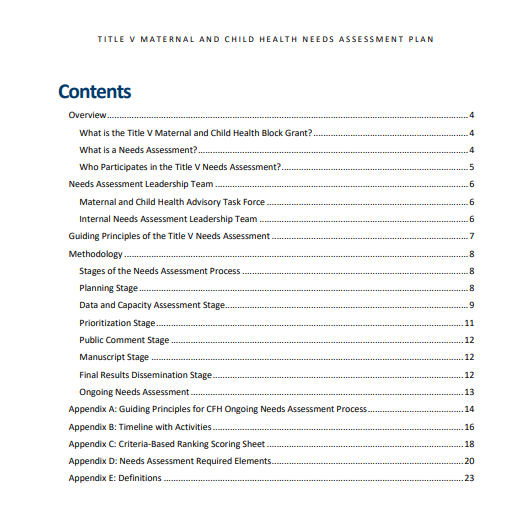 TITLE V MATERNAL AND CHILD HEALTH NEEDS ASSESSMENT PLAN
Contents
Overview 4
What is the Title V Maternal and Child Health Block Grant? 4
What is a Needs Assessment? 4
Who Participates in the Title V Needs Assessment? 5
Needs Assessment Leadership Team 6
Maternal and Child Health Advisory Task Force 6
Internal Needs Assessment Leadership Team 6
Guiding Principles of the Title V Needs Assessment 7
Methodology 8
Stages of the Needs Assessment Process 8
Planning Stage 8
Data and Capacity Assessment Stage 9
Prioritization Stage 11
Public Comment Stage 12
Manuscript Stage 12
Final Results Dissemination Stage 12
Ongoing Needs Assessment 13
Appendix A: Guiding Principles for CFH Ongoing Needs Assessment Process 14
Appendix B: Timeline with Activities 16
Appendix C: Criteria-Based Ranking Scoring Sheet 18
Appendix D: Needs Assessment Required Elements 20
Appendix E: Definitions 23